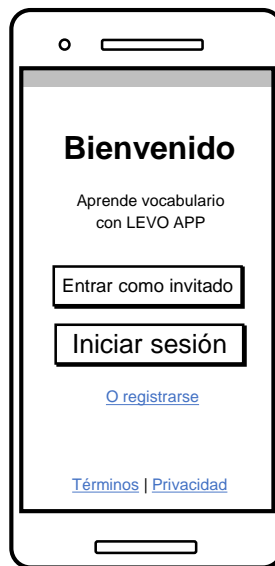 Bienvenido
Aprende vocabulario
con LEVO APP
Entrar como invitado
Iniciar sesión
O registrarse
Términos | Privacidad